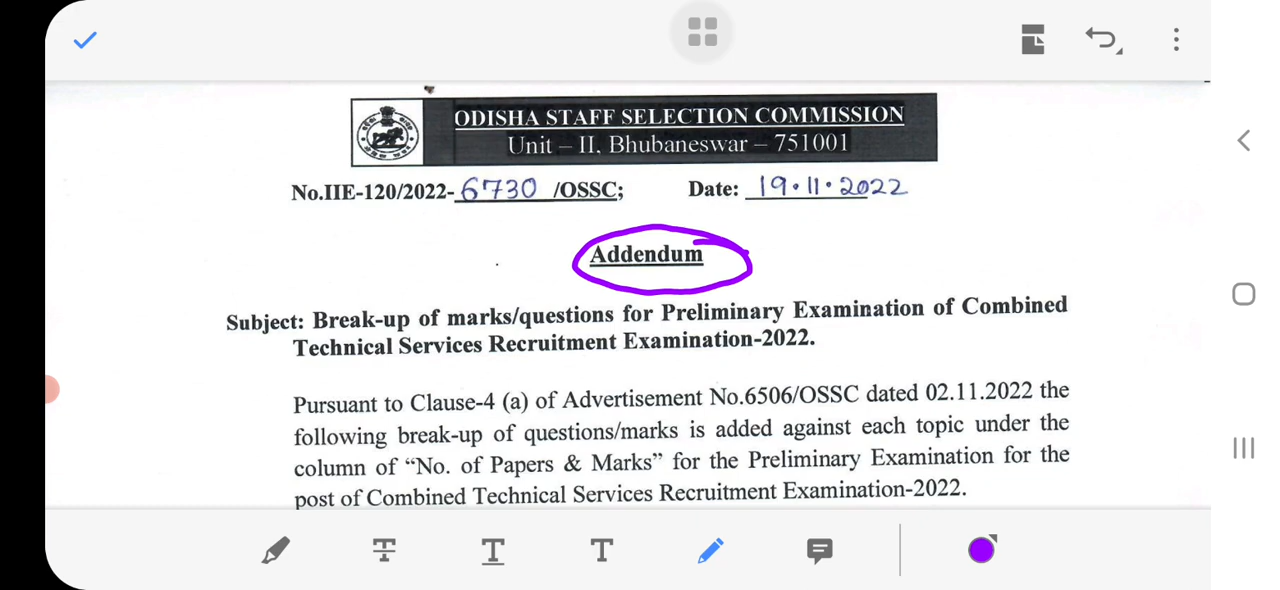 ODISHA STAFF SELECTION COMMISSION
Unit – II, Bhubaneswar – 751001
No.IIE-120/2022-6730 /OSSC; Date: 19.11.2022
Addendum
Subject: Break-up of marks/questions for Preliminary Examination of Combined
Technical Services Recruitment Examination-2022.
Pursuant to Clause-4 (a) of Advertisement No.6506/OSSC dated 02.11.2022 the
following break-up of questions/marks is added against each topic under the
column of “No. of Papers & Marks” for the Preliminary Examination for the
post of Combined Technical Services Recruitment Examination-2022.